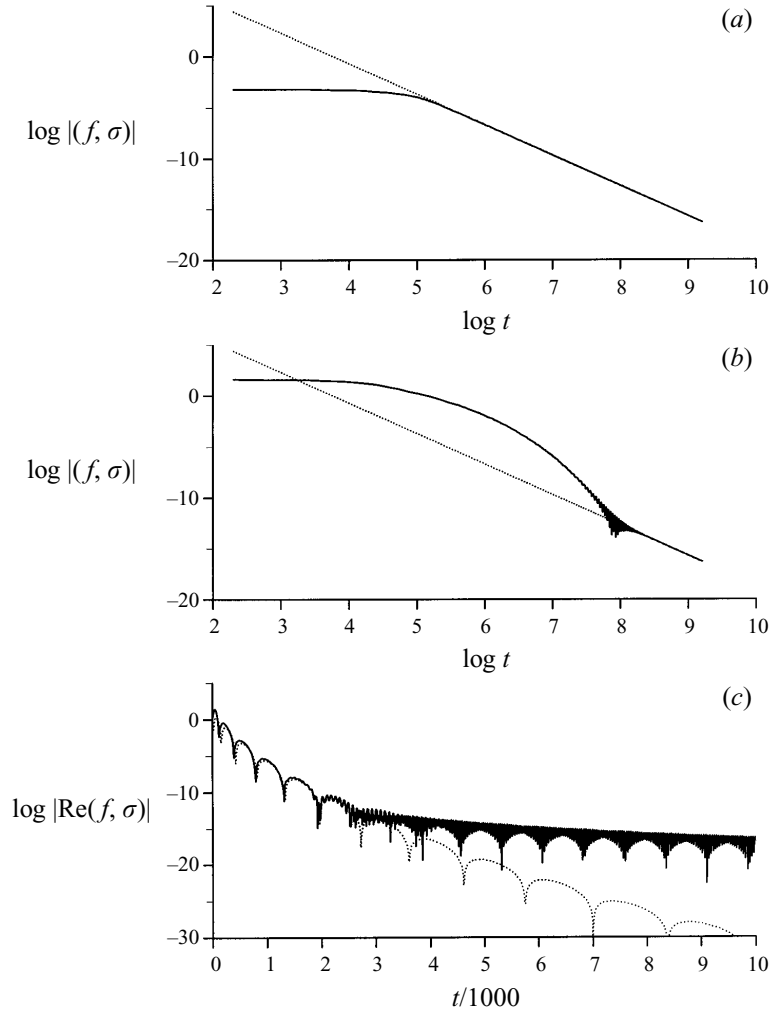 (a)
0
log |(f, σ)|
–10
–20
2 3 4 5 6 7 8 9 10
log t
(b)
0
log |(f, σ)|
–10
–20
2 3 4 5 6 7 8 9 10
log t
(c)
0
log |Re(f, σ)|
–10
–20
–30
0 1 2 3 4 5 6 7 8 9 10
t/1000